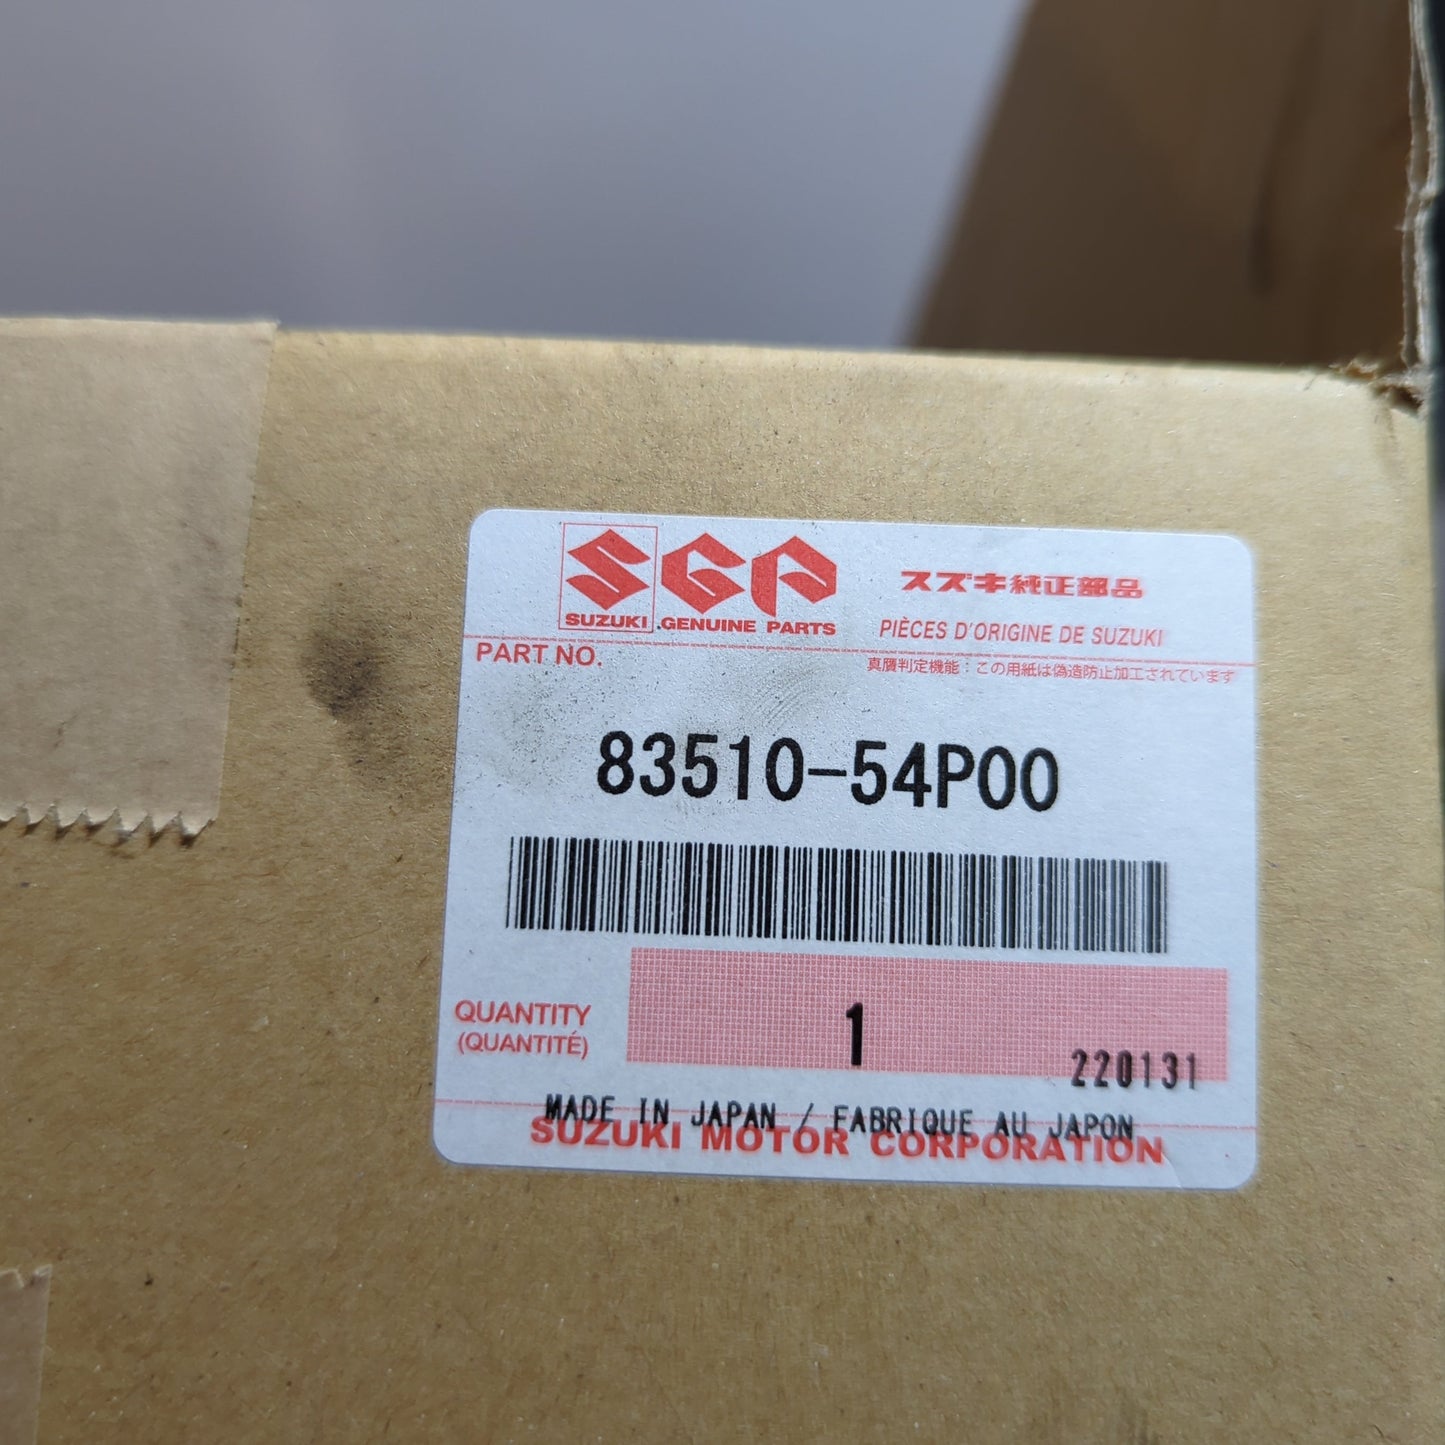 SGP
SUZUKI GENUINE PARTS
スズキ純正部品
PIÈCES D'ORIGINE DE SUZUKI
PART NO.
真贋判定機能：この用紙は偽造防止加工されています
83510-54P00
QUANTITY
(QUANTITÉ)
1
220131
MADE IN JAPAN / FABRIQUE AU JAPON
SUZUKI MOTOR CORPORATION